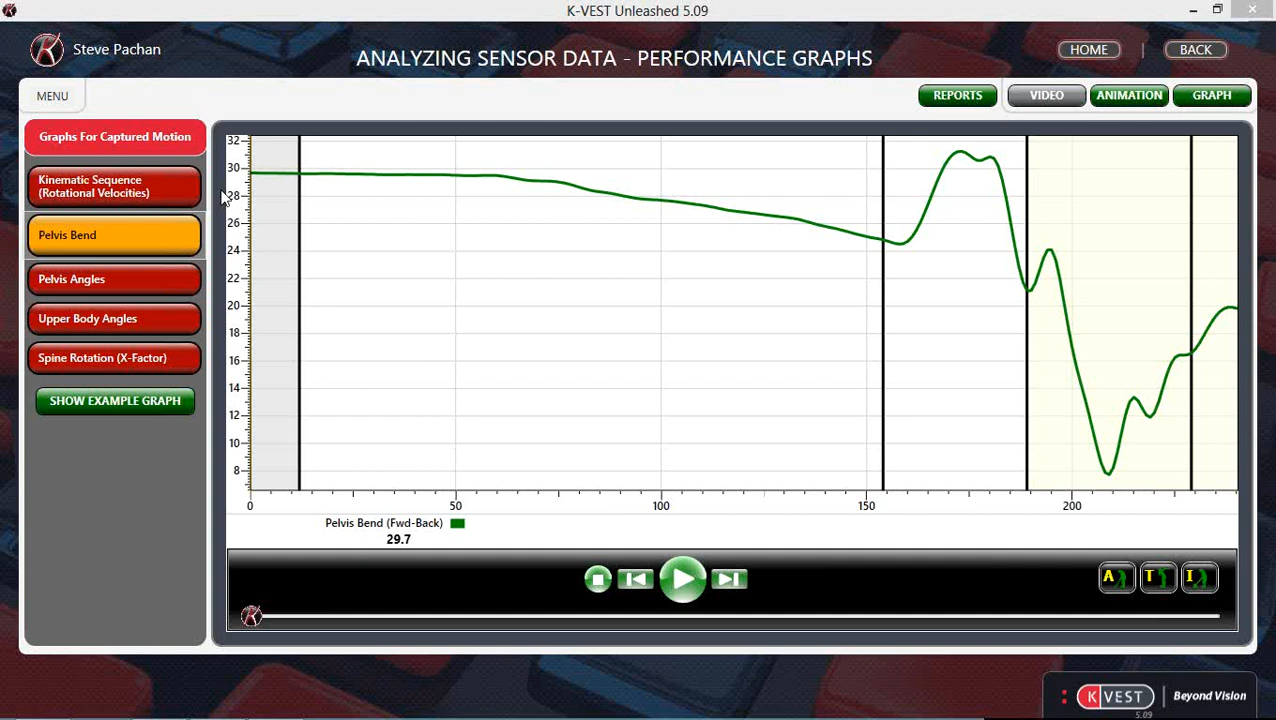 K-VEST Unleashed 5.09
Steve Pachan
ANALYZING SENSOR DATA - PERFORMANCE GRAPHS
HOME
BACK
MENU
REPORTS
VIDEO
ANIMATION
GRAPH
Graphs For Captured Motion
Kinematic Sequence
(Rotational Velocities)
Pelvis Bend
Pelvis Angles
Upper Body Angles
Spine Rotation (X-Factor)
SHOW EXAMPLE GRAPH
32
30
28
26
24
22
20
18
16
14
12
10
8
0 50 100 150 200
Pelvis Bend (Fwd-Back)
29.7
A T I
K VEST
Beyond Vision
5.09